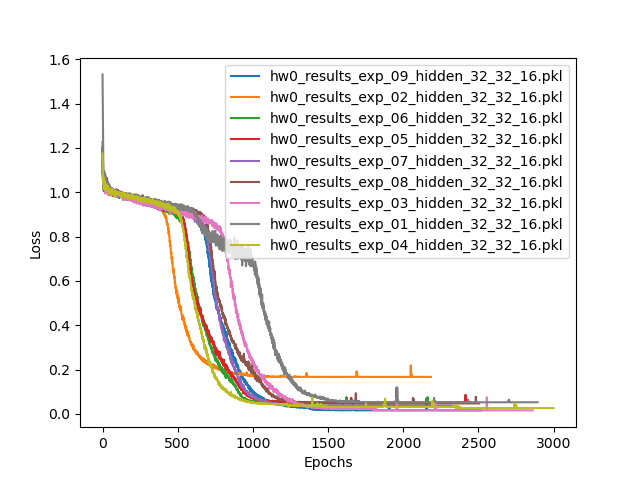 1.6
1.4
1.2
1.0
0.8
0.6
0.4
0.2
0.0
Loss
hw0_results_exp_09_hidden_32_32_16.pkl
hw0_results_exp_02_hidden_32_32_16.pkl
hw0_results_exp_06_hidden_32_32_16.pkl
hw0_results_exp_05_hidden_32_32_16.pkl
hw0_results_exp_07_hidden_32_32_16.pkl
hw0_results_exp_08_hidden_32_32_16.pkl
hw0_results_exp_03_hidden_32_32_16.pkl
hw0_results_exp_01_hidden_32_32_16.pkl
hw0_results_exp_04_hidden_32_32_16.pkl
0 500 1000 1500 2000 2500 3000
Epochs